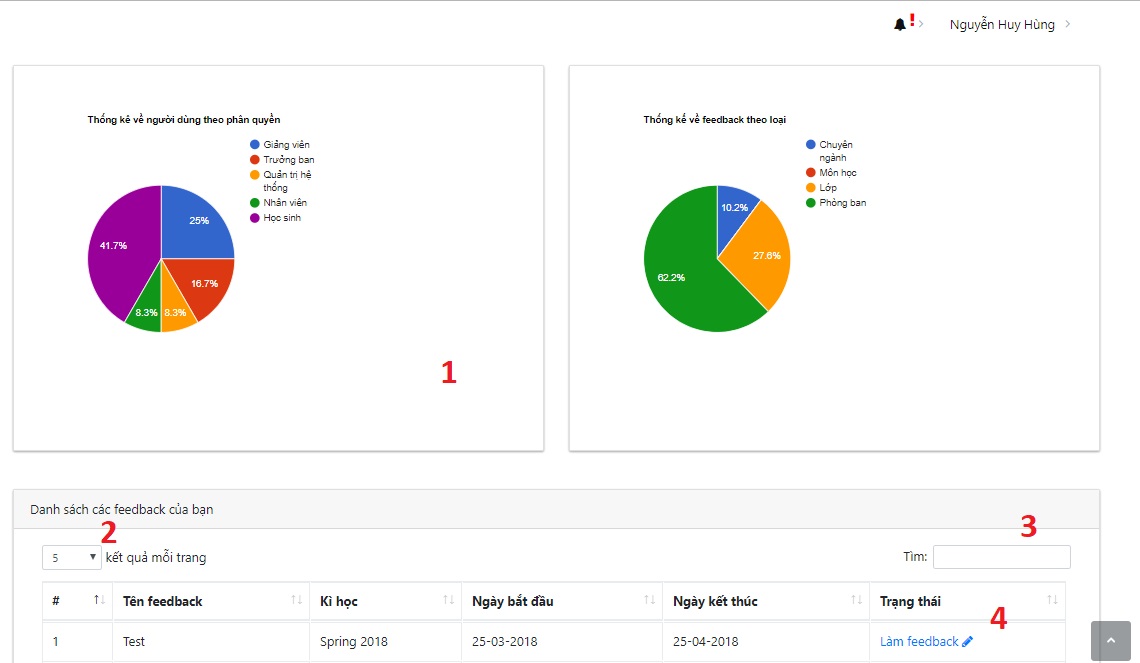 ! Nguyễn Huy Hùng
Thống kê về người dùng theo phân quyền
Giảng viên
Trưởng ban
Quản trị hệ
thống
Nhân viên
Học sinh
25%
41.7%
16.7%
8.3% 8.3%
1
Thống kế về feedback theo loại
Chuyên
ngành
Môn học
Lớp
Phòng ban
10.2%
27.6%
62.2%
Danh sách các feedback của bạn
2
3
5 kết quả mỗi trang
Tìm:
# Tên feedback Kì học Ngày bắt đầu Ngày kết thúc Trạng thái
4
1 Test Spring 2018 25-03-2018 25-04-2018 Làm feedback